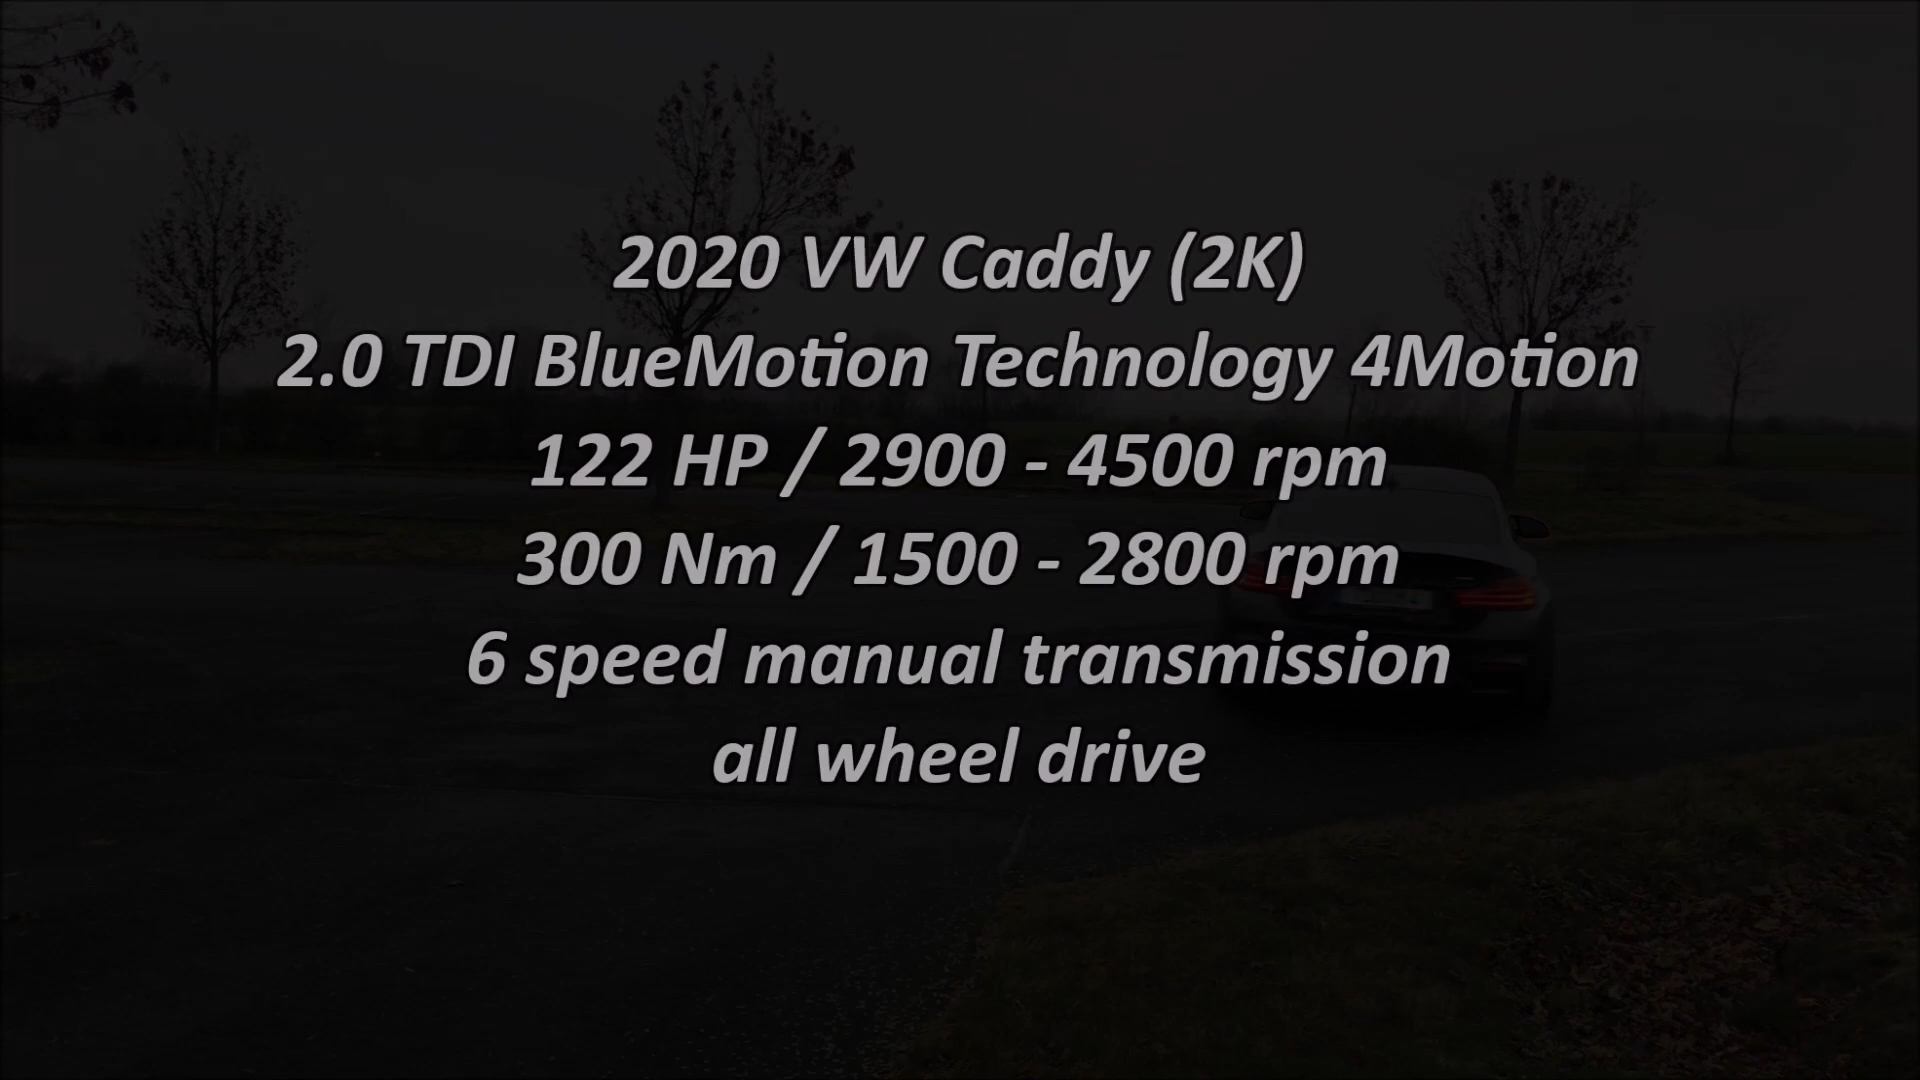 2020 VW Caddy (2K)
2.0 TDI BlueMotion Technology 4Motion
122 HP / 2900 - 4500 rpm
300 Nm / 1500 - 2800 rpm
6 speed manual transmission
all wheel drive